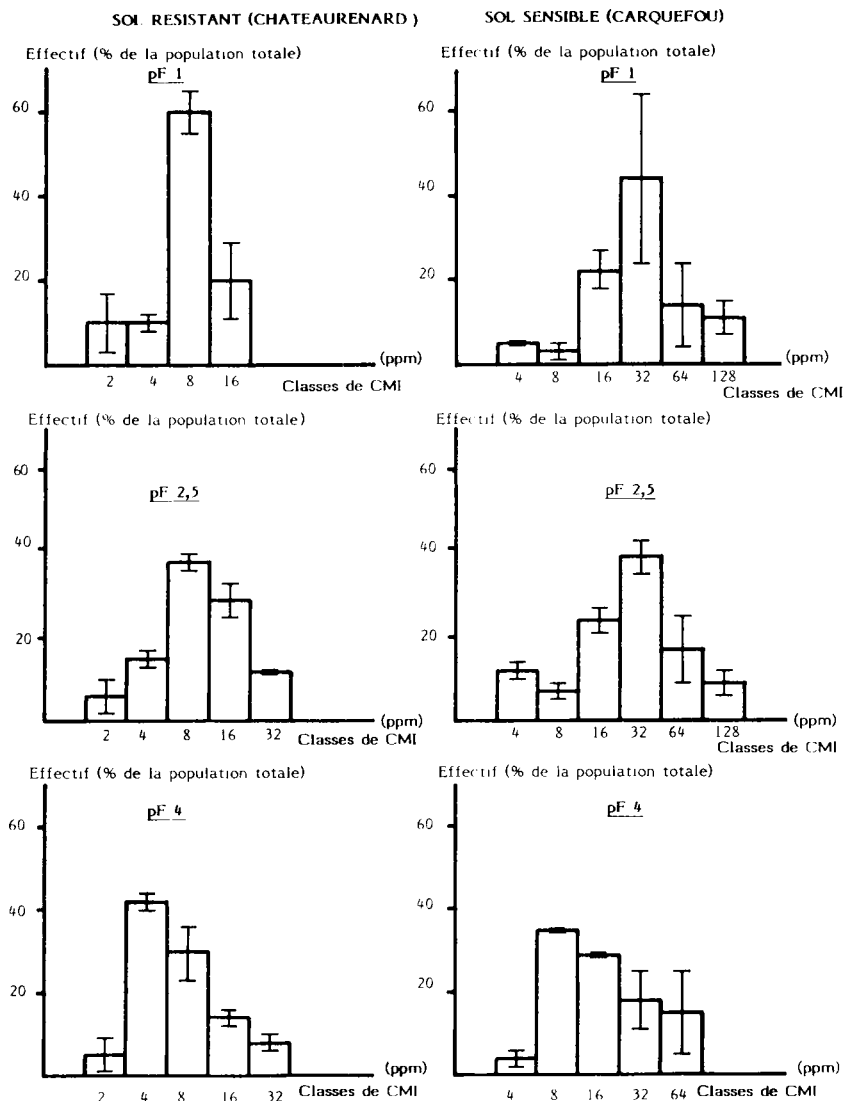 SOL RESISTANT (CHATEAURENARD )
SOL SENSIBLE (CARQUEFOU)
Effectif (% de la population totale)
pF 1
60
40
20
(ppm)
2 4 8 16
Classes de CMI
Effectif (% de la population totale)
pF 1
60
40
20
(ppm)
4 8 16 32 64 128
Classes de CMI
Effectif (% de la population totale)
pF 2,5
60
40
20
(ppm)
2 4 8 16 32
Classes de CMI
Effectif (% de la population totale)
pF 2,5
60
40
20
(ppm)
4 8 16 32 64 128
Classes de CMI
Effectif (% de la population totale)
pF 4
60
40
20
(ppm)
2 4 8 16 32
Classes de CMI
Effectif (% de la population totale)
pF 4
60
40
20
(ppm)
4 8 16 32 64
Classes de CMI